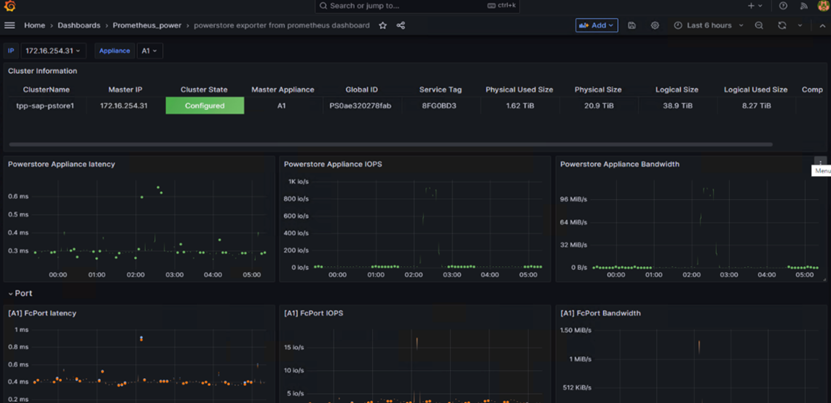 Search or jump to... ctrl+k
Home › Dashboards › Prometheus_power › powerstore exporter from prometheus dashboard Add Last 6 hours
IP 172.16.254.31 Appliance A1
Cluster Information
ClusterName Master IP Cluster State Master Appliance Global ID Service Tag Physical Used Size Physical Size Logical Size Logical Used Size Comp
tpp-sap-pstore1 172.16.254.31 Configured A1 PS0ae320278fab 8FG0BD3 1.62 TiB 20.9 TiB 38.9 TiB 8.27 TiB
Powerstore Appliance latency
0.6 ms
0.5 ms
0.4 ms
0.3 ms
00:00 01:00 02:00 03:00 04:00 05:00
Powerstore Appliance IOPS
1K io/s
800 io/s
600 io/s
400 io/s
200 io/s
0 io/s
00:00 01:00 02:00 03:00 04:00 05:00
Powerstore Appliance Bandwidth
Menu
96 MiB/s
64 MiB/s
32 MiB/s
0 B/s
00:00 01:00 02:00 03:00 04:00 05:00
Port
[A1] FcPort latency
1 ms
0.8 ms
0.6 ms
0.4 ms
0.2 ms
[A1] FcPort IOPS
15 io/s
10 io/s
5 io/s
[A1] FcPort Bandwidth
1.50 MiB/s
1 MiB/s
512 KiB/s